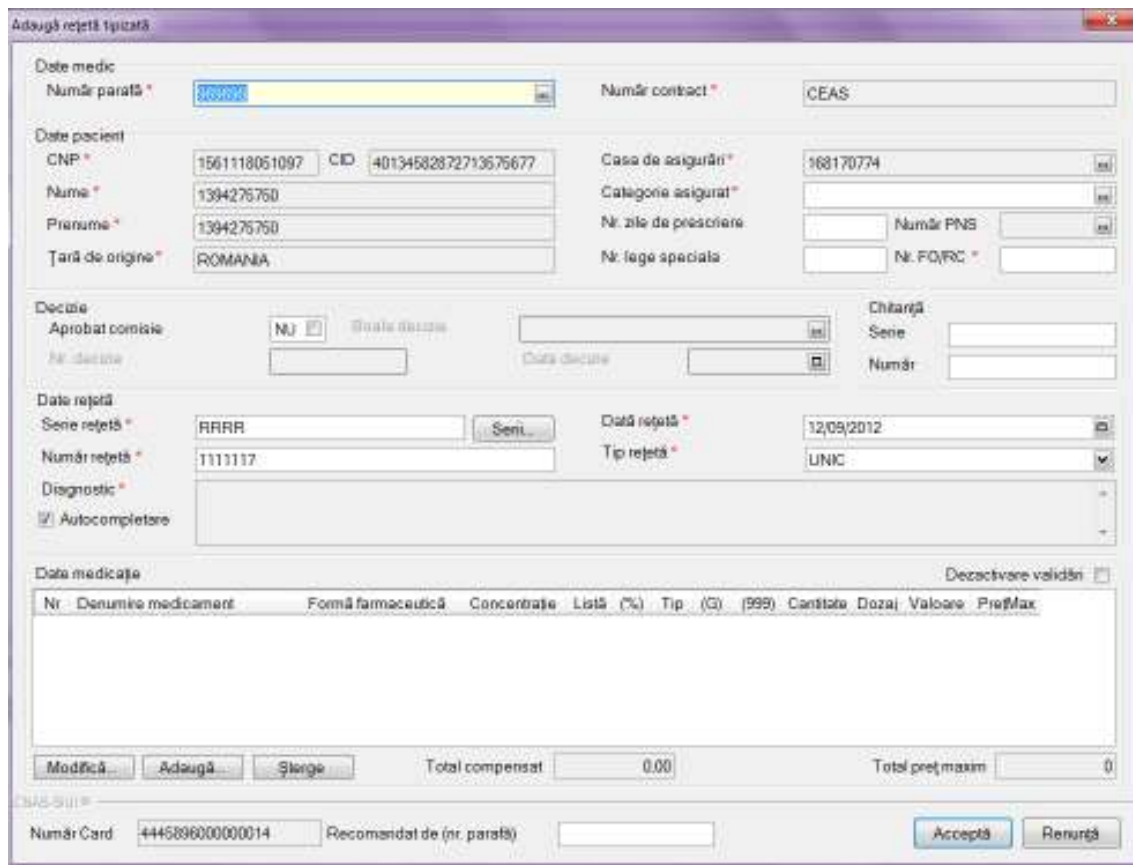 Adaugă rețetă tipizată
Date medic
Număr parafă *
Număr contract * CEAS
Date pacient
CNP * 1561118061097 CID 40134582872713675677 Casa de asigurări * 168170774
Nume * 1394276760 Categorie asigurat *
Prenume * 1394276760 Nr. zile de prescriere Număr PNS
Țară de origine * ROMANIA Nr. lege speciala Nr. FO/RC *
Decizie Chitanță
Aprobat comisie NU Boala decizie Serie
Nr. decizie Data decizie Număr
Date rețetă
Serie rețetă * RRRR Serii... Dată rețetă * 12/09/2012
Număr rețetă * 1111117 Tip rețetă * UNIC
Diagnostic *
Autocompletare
Date medicație Dezactivare validări
Nr Denumire medicament Formă farmaceutică Concentrație Listă (%) Tip (G) (999) Cantitate Dozaj Valoare PrețMax
Modifică... Adaugă... Șterge Total compensat 0.00 Total preț maxim 0
Număr Card 4445896000000014 Recomandat de (nr. parafă) Acceptă Renunță